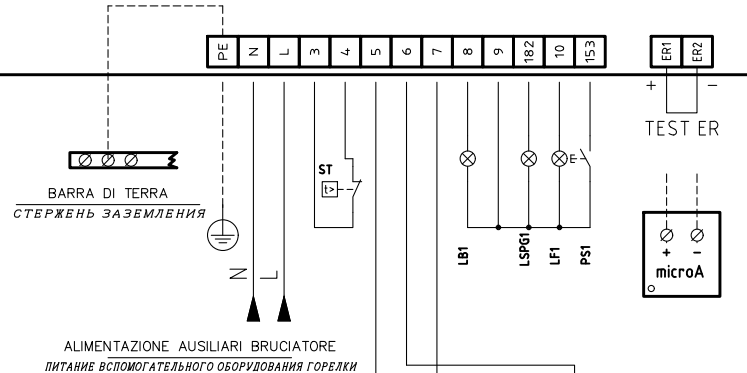 PE N L 3 4 5 6 7 8 9 182 10 153 ER1 ER2
+ −
TEST ER
ST
t>
E
BARRA DI TERRA
СТЕРЖЕНЬ ЗАЗЕМЛЕНИЯ
N L
LB1 LSPG1 LF1 PS1
+ −
microA
ALIMENTAZIONE AUSILIARI BRUCIATORE
ПИТАНИЕ ВСПОМОГАТЕЛЬНОГО ОБОРУДОВАНИЯ ГОРЕЛКИ